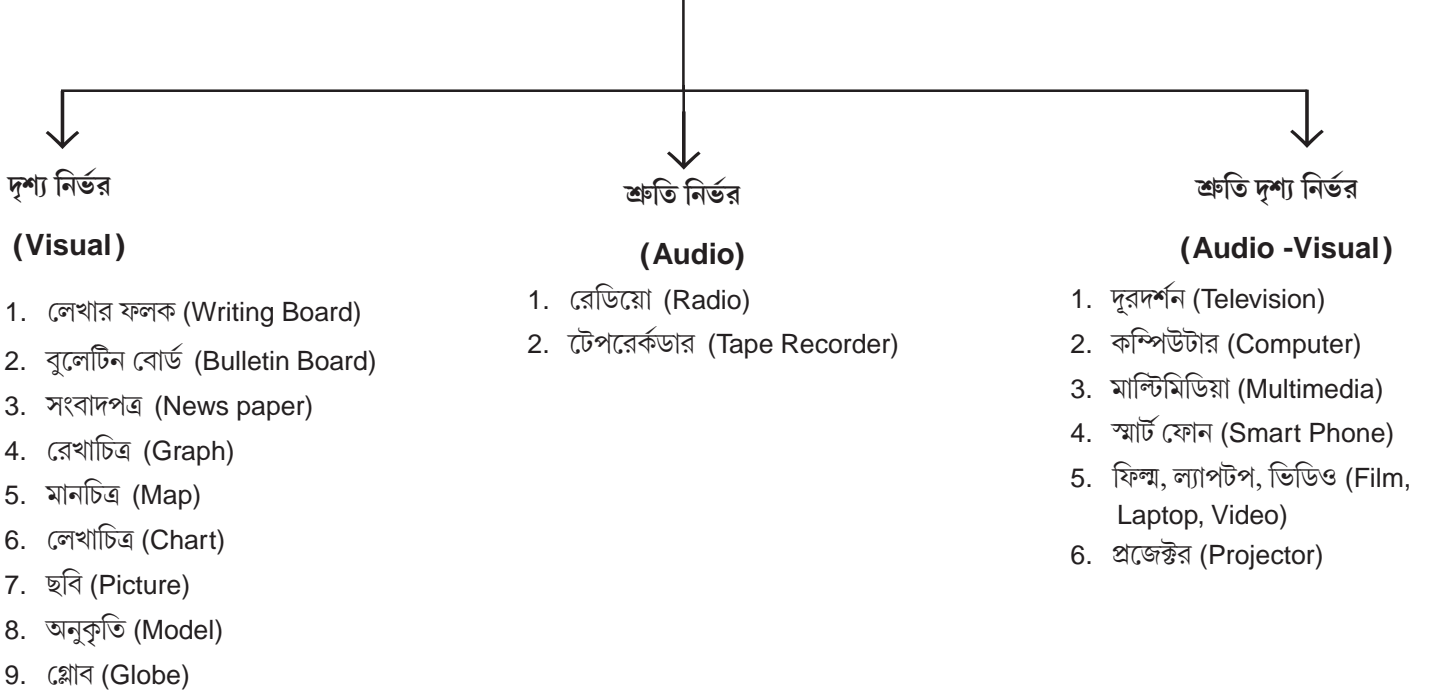 দৃশ্য নির্ভর
(Visual)
1. লেখার ফলক (Writing Board)
2. বুলেটিন বোর্ড (Bulletin Board)
3. সংবাদপত্র (News paper)
4. রেখাচিত্র (Graph)
5. মানচিত্র (Map)
6. লেখাচিত্র (Chart)
7. ছবি (Picture)
8. অনুকৃতি (Model)
9. গ্লোব (Globe)
শ্রুতি নির্ভর
(Audio)
1. রেডিয়ো (Radio)
2. টেপরের্কডার (Tape Recorder)
শ্রুতি দৃশ্য নির্ভর
(Audio -Visual)
1. দূরদর্শন (Television)
2. কম্পিউটার (Computer)
3. মাল্টিমিডিয়া (Multimedia)
4. স্মার্ট ফোন (Smart Phone)
5. ফিল্ম, ল্যাপটপ, ভিডিও (Film,
Laptop, Video)
6. প্রজেক্টর (Projector)